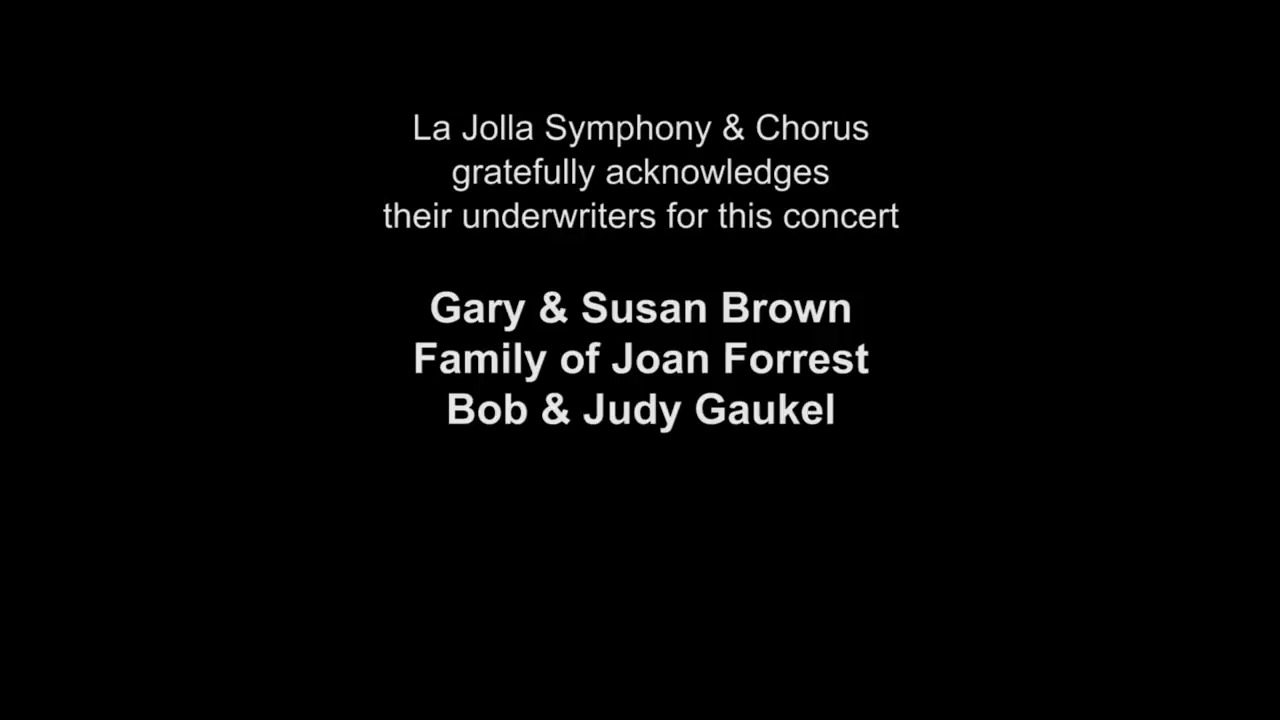 La Jolla Symphony & Chorus
gratefully acknowledges
their underwriters for this concert
Gary & Susan Brown
Family of Joan Forrest
Bob & Judy Gaukel